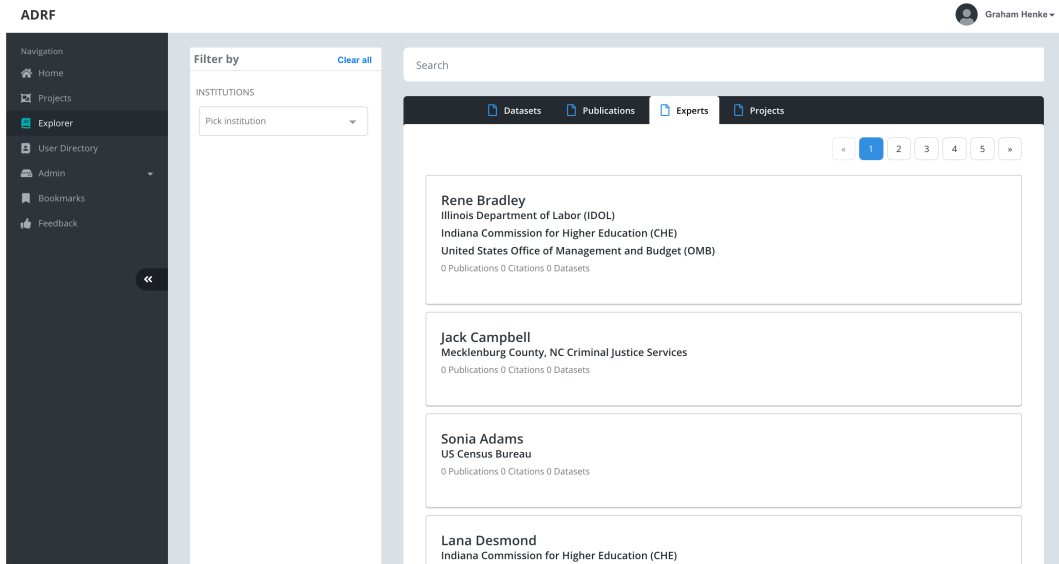 ADRF
Graham Henke
Navigation
Home
Projects
Explorer
User Directory
Admin
Bookmarks
Feedback
«
Filter by
Clear all
INSTITUTIONS
Pick institution
Search
Datasets
Publications
Experts
Projects
« 1 2 3 4 5 »
Rene Bradley
Illinois Department of Labor (IDOL)
Indiana Commission for Higher Education (CHE)
United States Office of Management and Budget (OMB)
0 Publications 0 Citations 0 Datasets
Jack Campbell
Mecklenburg County, NC Criminal Justice Services
0 Publications 0 Citations 0 Datasets
Sonia Adams
US Census Bureau
0 Publications 0 Citations 0 Datasets
Lana Desmond
Indiana Commission for Higher Education (CHE)